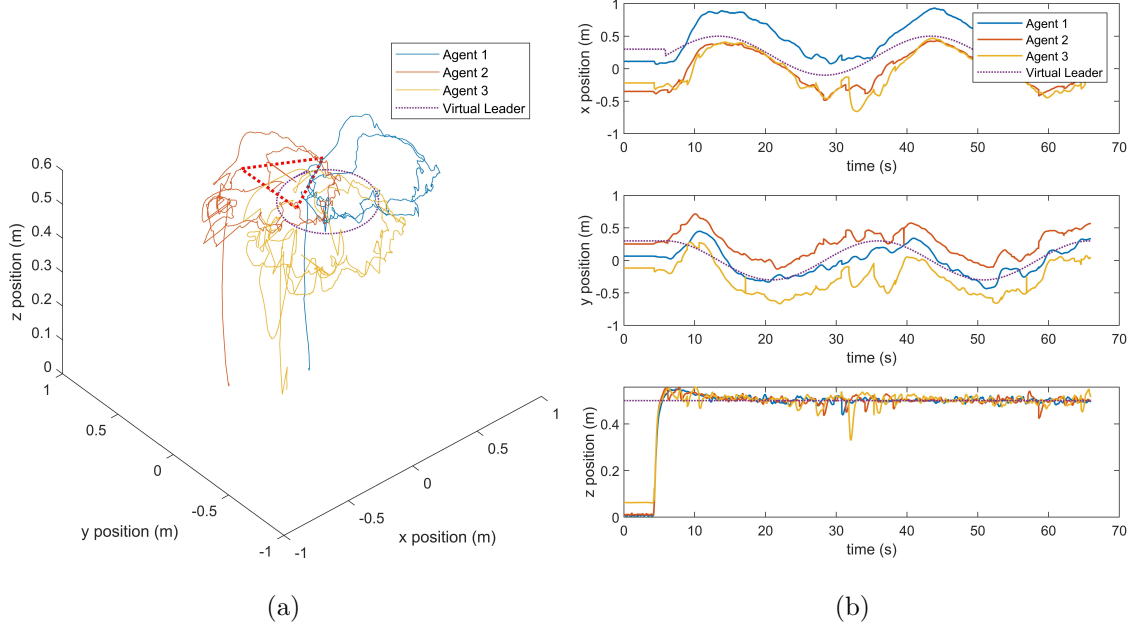 Agent 1
Agent 2
Agent 3
Virtual Leader
0.6
0.5
0.4
0.3
0.2
0.1
0
z position (m)
1
0.5
0
-0.5
-1
y position (m)
-1
-0.5
0
0.5
1
x position (m)
(a)
1
0.5
0
-0.5
-1
x position (m)
Agent 1
Agent 2
Agent 3
Virtual Leader
0 10 20 30 40 50 60 70
time (s)
1
0.5
0
-0.5
-1
y position (m)
0 10 20 30 40 50 60 70
time (s)
0.4
0.2
0
z position (m)
0 10 20 30 40 50 60 70
time (s)
(b)